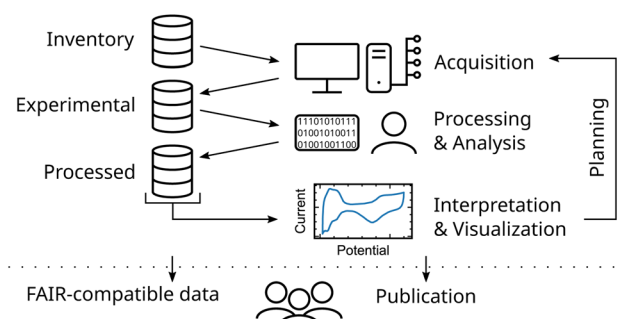 Inventory
Acquisition
Experimental
11101010111
01001010011
01001001100
Processing
& Analysis
Planning
Processed
Current
Potential
Interpretation
& Visualization
FAIR-compatible data
Publication